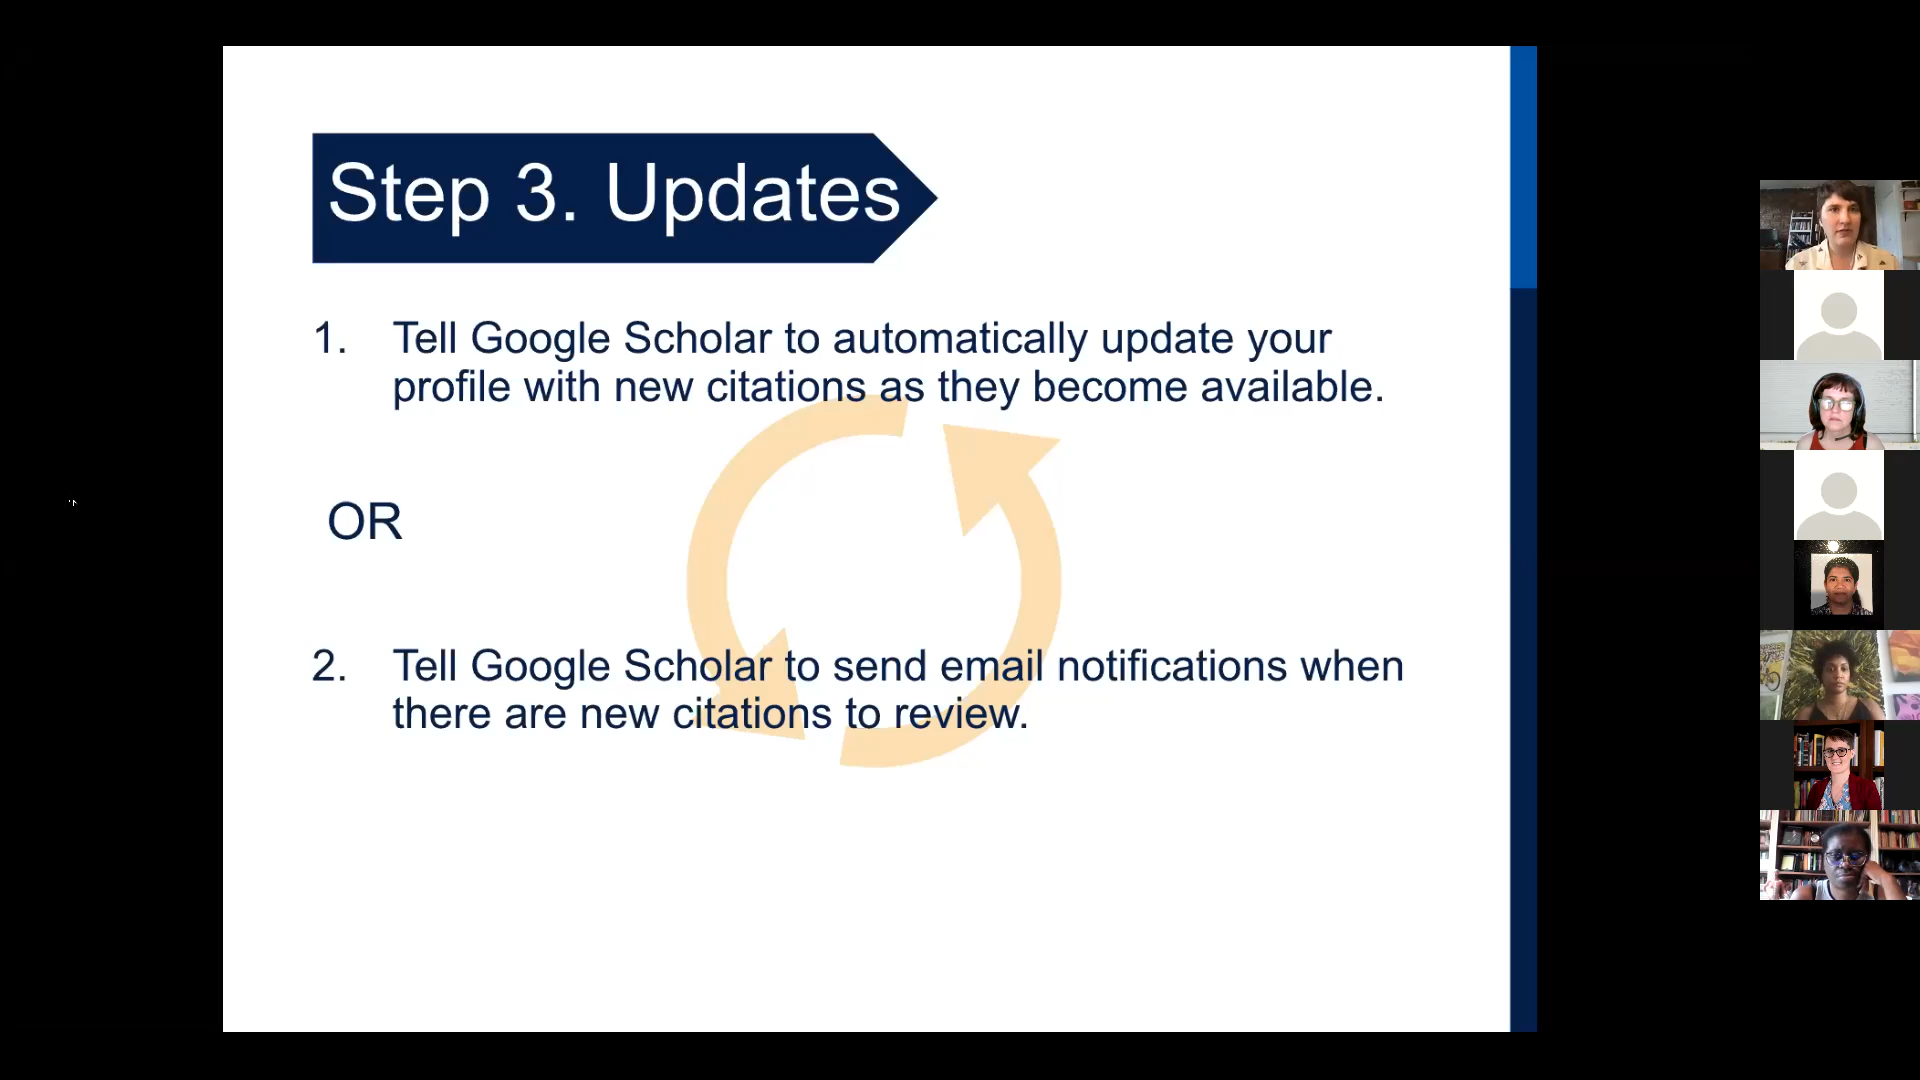 Step 3. Updates
1. Tell Google Scholar to automatically update your
profile with new citations as they become available.
OR
2. Tell Google Scholar to send email notifications when
there are new citations to review.